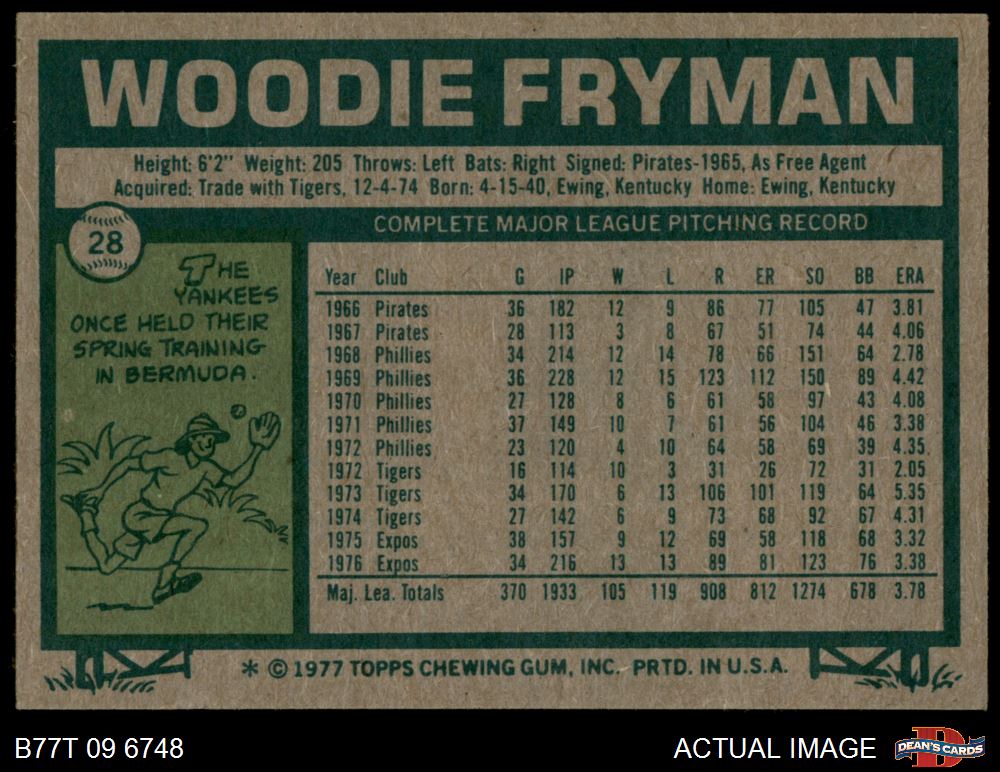 WOODIE FRYMAN
Height: 6'2" Weight: 205 Throws: Left Bats: Right Signed: Pirates-1965, As Free Agent
Acquired: Trade with Tigers, 12-4-74 Born: 4-15-40, Ewing, Kentucky Home: Ewing, Kentucky
28
THE
YANKEES
ONCE HELD THEIR
SPRING TRAINING
IN BERMUDA.
COMPLETE MAJOR LEAGUE PITCHING RECORD
Year Club G IP W L R ER SO BB ERA
1966 Pirates 36 182 12 9 86 77 105 47 3.81
1967 Pirates 28 113 3 8 67 51 74 44 4.06
1968 Phillies 34 214 12 14 78 66 151 64 2.78
1969 Phillies 36 228 12 15 123 112 150 89 4.42
1970 Phillies 27 128 8 6 61 58 97 43 4.08
1971 Phillies 37 149 10 7 61 56 104 46 3.38
1972 Phillies 23 120 4 10 64 58 69 39 4.35
1972 Tigers 16 114 10 3 31 26 72 31 2.05
1973 Tigers 34 170 6 13 106 101 119 64 5.35
1974 Tigers 27 142 6 9 73 68 92 67 4.31
1975 Expos 38 157 9 12 69 58 118 68 3.32
1976 Expos 34 216 13 13 89 81 123 76 3.38
Maj. Lea. Totals 370 1933 105 119 908 812 1274 678 3.78
* © 1977 TOPPS CHEWING GUM, INC. PRTD. IN U.S.A.
B77T 09 6748
ACTUAL IMAGE
D
DEAN'S CARDS